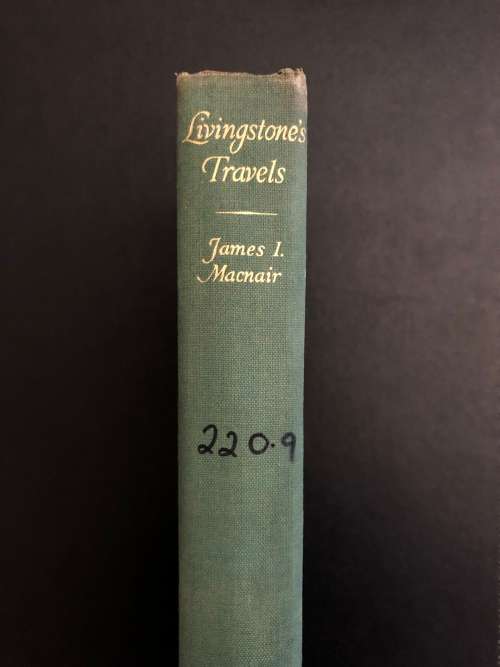 Livingstone's
Travels
James I.
Macnair
220.9